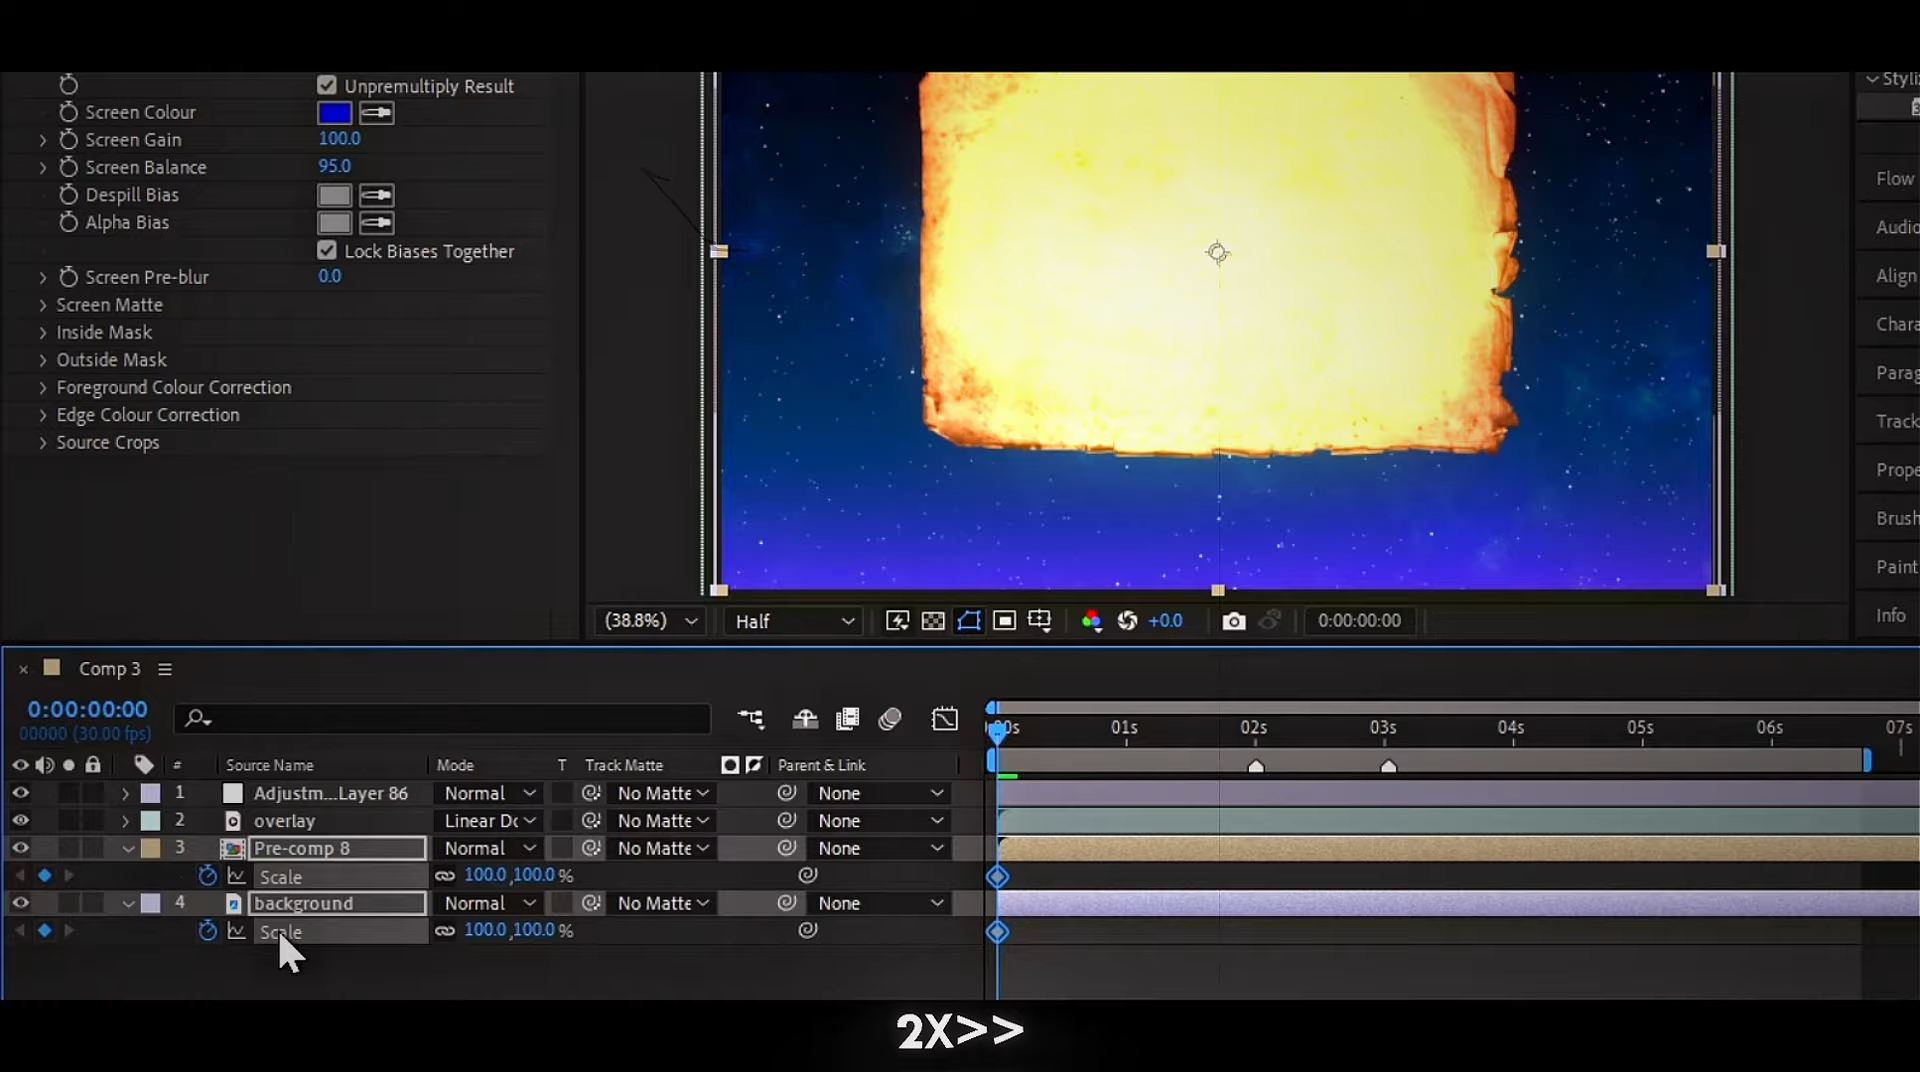 Unpremultiply Result
Styliz
Screen Colour
Screen Gain 100.0
Screen Balance 95.0
Despill Bias
Alpha Bias
Lock Biases Together
Screen Pre-blur 0.0
Screen Matte
Inside Mask
Outside Mask
Foreground Colour Correction
Edge Colour Correction
Source Crops
Flow
Audio
Align
Chara
Parag
Track
Prope
Brush
Paint
Info
(38.8%) Half +0.0 0:00:00:00
Comp 3
0:00:00:00
00000 (30.00 fps)
00s 01s 02s 03s 04s 05s 06s 07s
# Source Name Mode T Track Matte Parent & Link
1 Adjustm...Layer 86 Normal No Matte None
2 overlay Linear Do No Matte None
3 Pre-comp 8 Normal No Matte None
Scale 100.0,100.0 %
4 background Normal No Matte None
Scale 100.0,100.0 %
2X>>